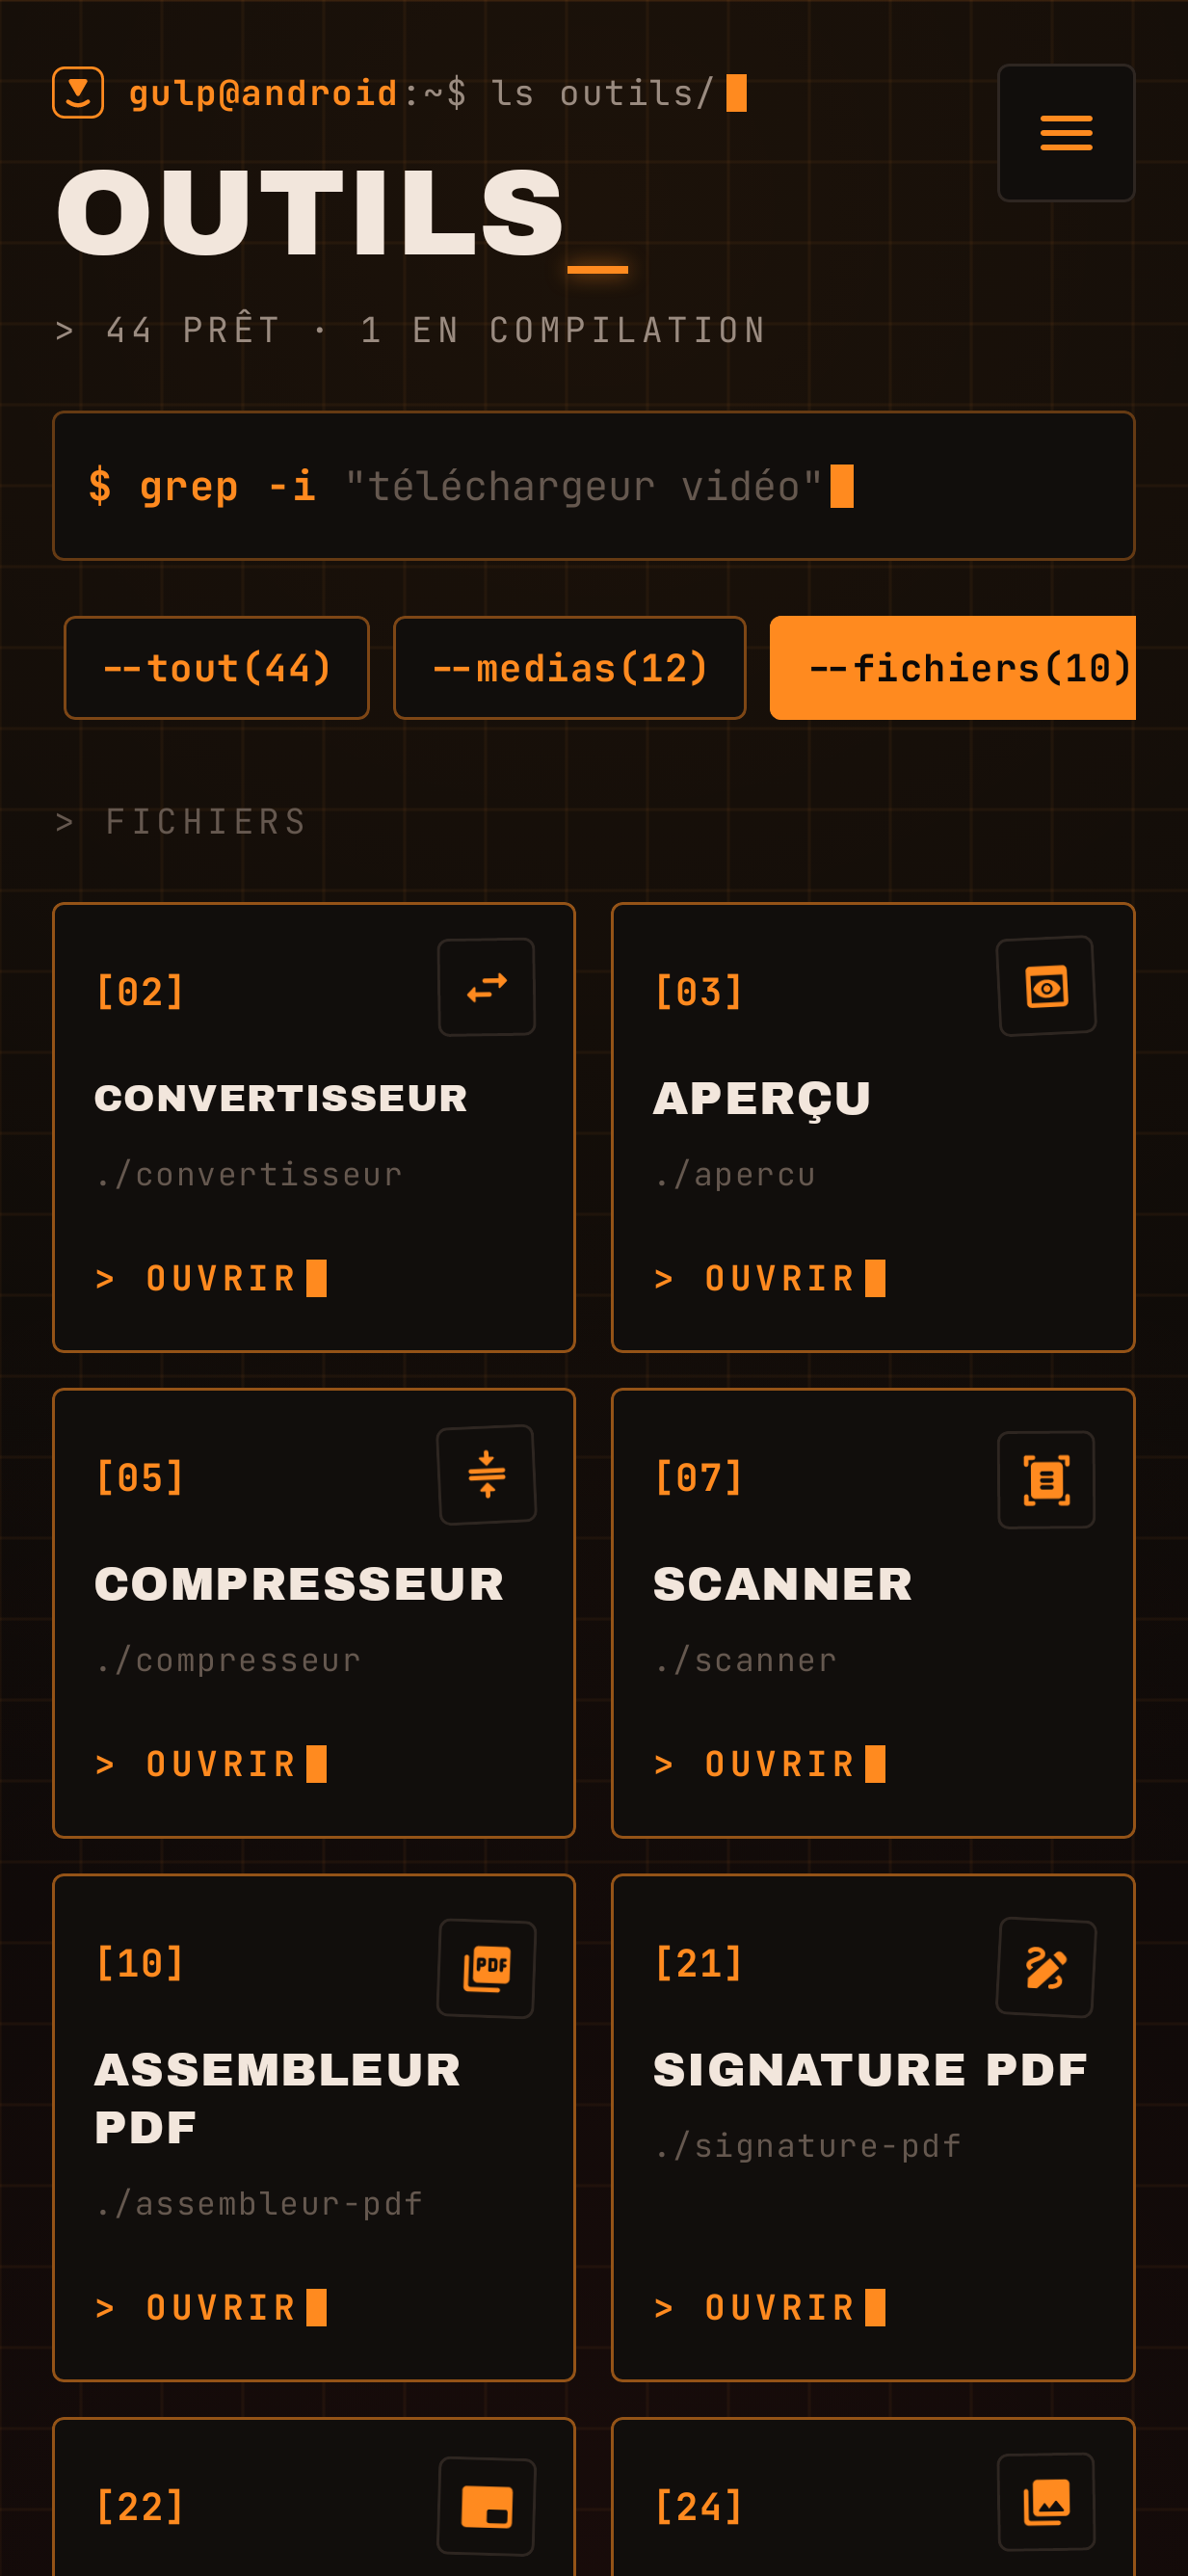 gulp@android:~$ ls outils/
OUTILS_
> 44 PRÊT · 1 EN COMPILATION
$ grep -i "téléchargeur vidéo"
--tout(44)
--medias(12)
--fichiers(10)
> FICHIERS
[02]
CONVERTISSEUR
./convertisseur
> OUVRIR
[03]
APERÇU
./apercu
> OUVRIR
[05]
COMPRESSEUR
./compresseur
> OUVRIR
[07]
SCANNER
./scanner
> OUVRIR
[10]
PDF
ASSEMBLEUR
PDF
./assembleur-pdf
> OUVRIR
[21]
SIGNATURE PDF
./signature-pdf
> OUVRIR
[22]
[24]